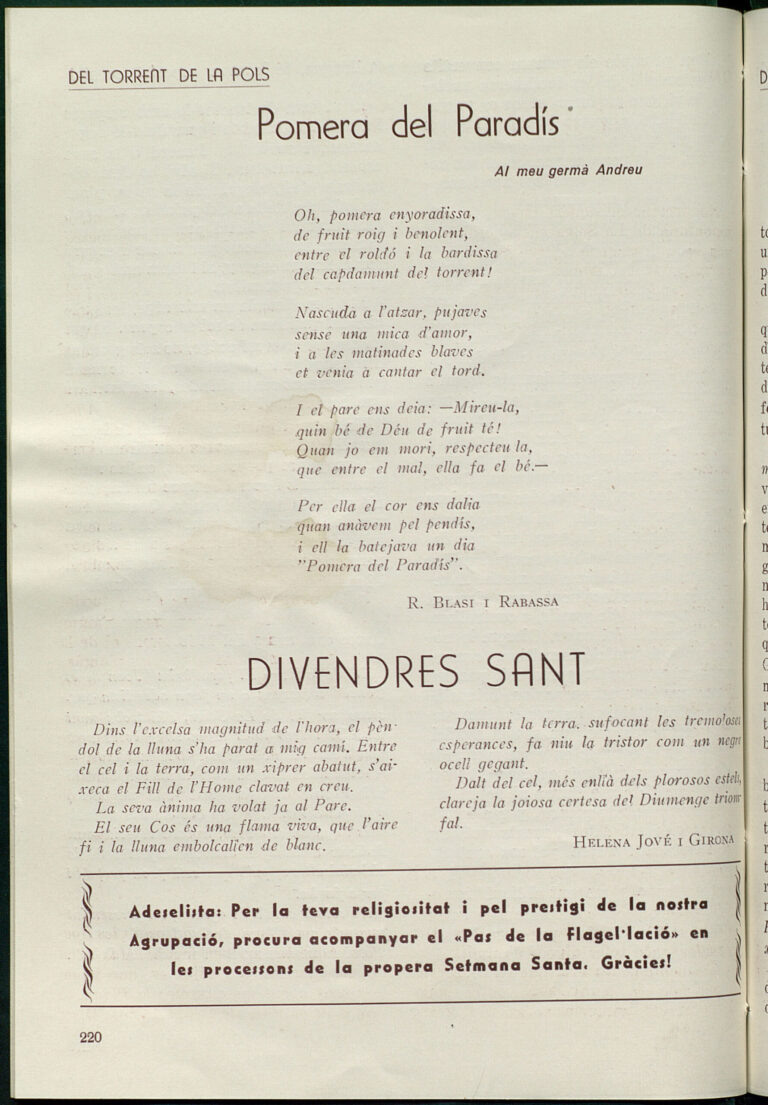 DEL TORRENT DE LA POLS
Pomera del Paradís
Al meu germà Andreu
Oh, pomera enyoradissa,
de fruit roig i benolent,
entre el roldó i la bardissa
del capdamunt del torrent!
Nascuda a l'atzar, pujaves
sense una mica d'amor,
i a les matinades blaves
et venia a cantar el tord.
I el pare ens deia: —Mireu-la,
quin bé de Déu de fruit té!
Quan jo em mori, respecteu la,
que entre el mal, ella fa el bé.—
Per ella el cor ens dalia
quan anàvem pel pendís,
i ell la batejava un dia
"Pomera del Paradís".
R. BLASI I RABASSA
DIVENDRES SANT
Dins l'excelsa magnitud de l'hora, el pèn-
dol de la lluna s'ha parat a mig camí. Entre
el cel i la terra, com un xiprer abatut, s'ai-
xeca el Fill de l'Home clavat en creu.
La seva ànima ha volat ja al Pare.
El seu Cos és una flama viva, que l'aire
fi i la lluna embolcallen de blanc.
Damunt la terra, sufocant les tremoloses
esperances, fa niu la tristor com un negre
ocell gegant.
Dalt del cel, més enllà dels plorosos estels,
clareja la joiosa certesa del Diumenge triom-
fal.
HELENA JOVÉ I GIRONA
Adeselista: Per la teva religiositat i pel prestigi de la nostra
Agrupació, procura acompanyar el «Pas de la Flagel·lació» en
les processons de la propera Setmana Santa. Gràcies!
220